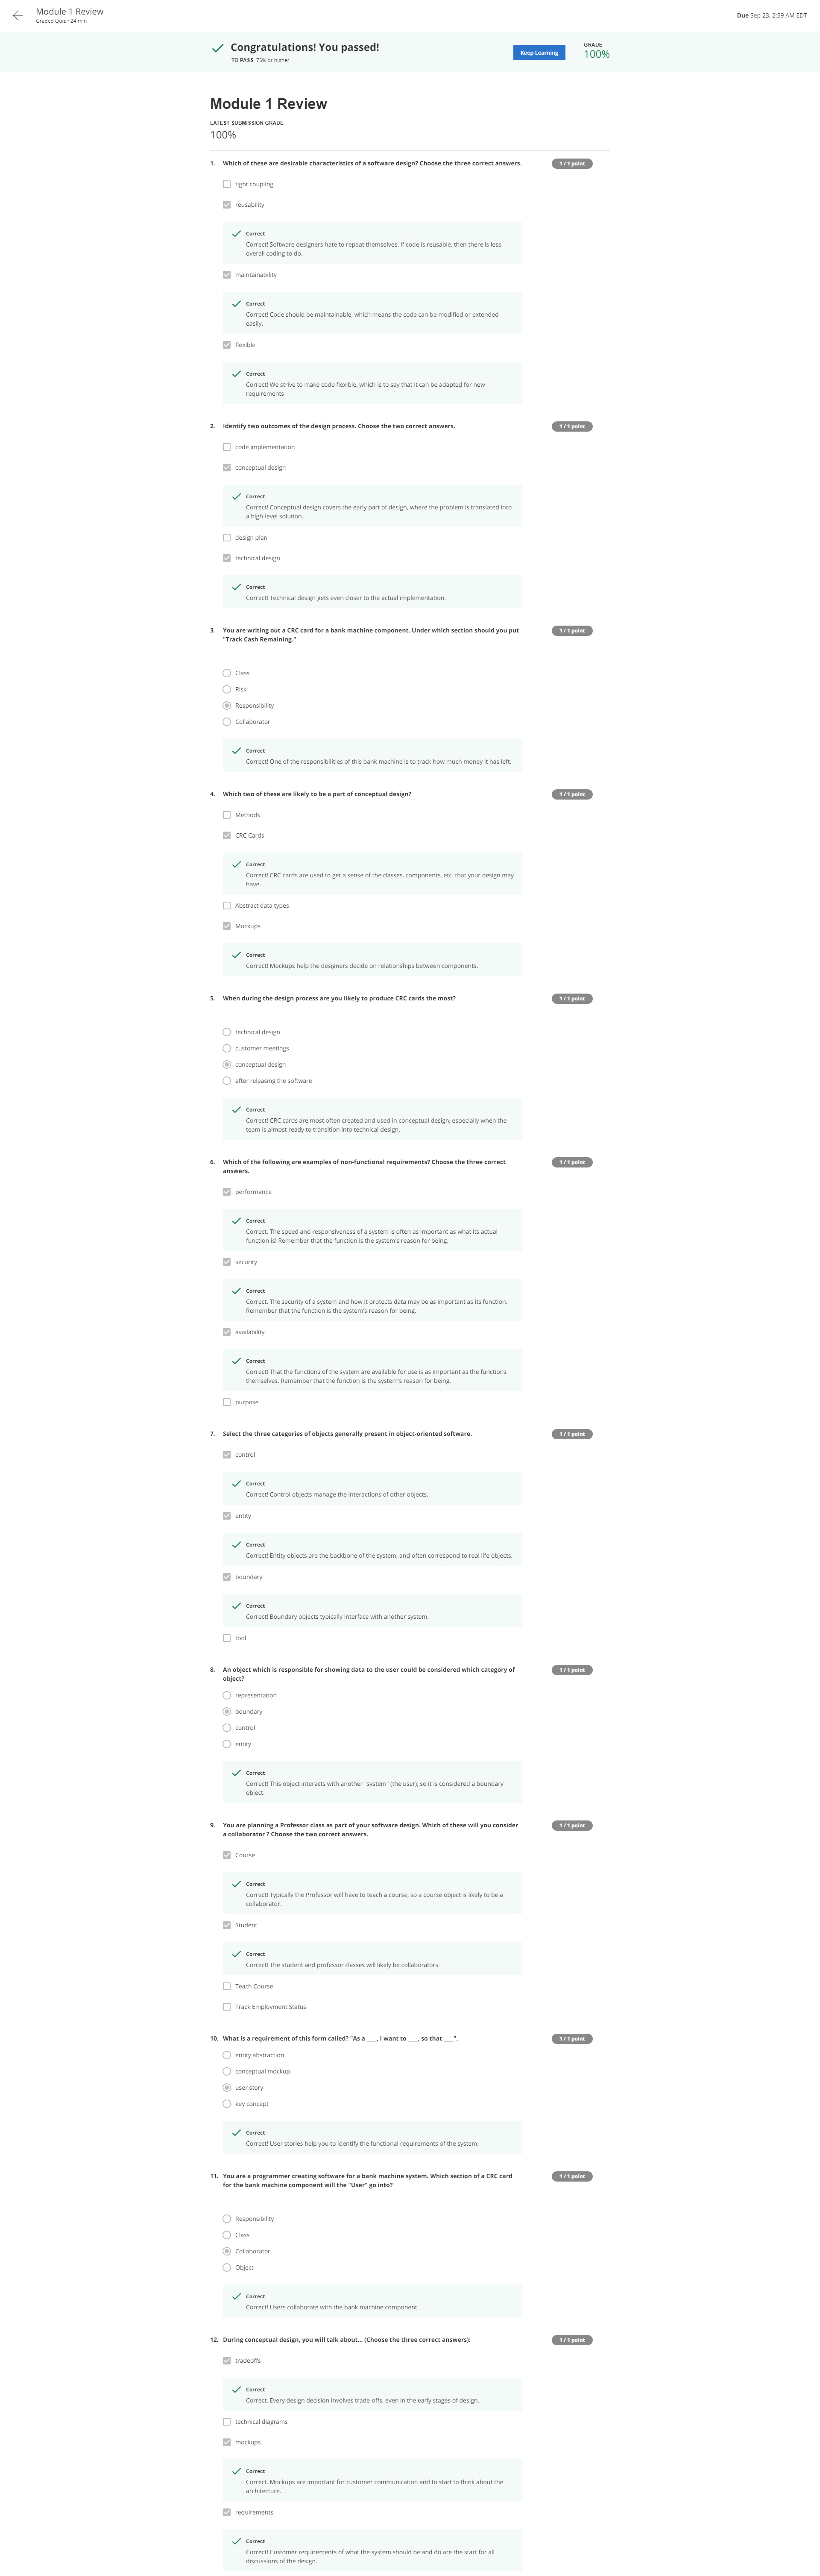 Module 1 Review
Graded Quiz • 24 min
Due Sep 23, 2:59 AM EDT
Congratulations! You passed!
TO PASS 75% or higher
Keep Learning
GRADE
100%
Module 1 Review
LATEST SUBMISSION GRADE
100%
1. Which of these are desirable characteristics of a software design? Choose the three correct answers.
1 / 1 point
tight coupling
reusability
Correct
Correct! Software designers hate to repeat themselves. If code is reusable, then there is less
overall coding to do.
maintainability
Correct
Correct! Code should be maintainable, which means the code can be modified or extended
easily.
flexible
Correct
Correct! We strive to make code flexible, which is to say that it can be adapted for new
requirements
2. Identify two outcomes of the design process. Choose the two correct answers.
1 / 1 point
code implementation
conceptual design
Correct
Correct! Conceptual design covers the early part of design, where the problem is translated into
a high-level solution.
design plan
technical design
Correct
Correct! Technical design gets even closer to the actual implementation.
3. You are writing out a CRC card for a bank machine component. Under which section should you put
"Track Cash Remaining."
1 / 1 point
Class
Risk
Responsibility
Collaborator
Correct
Correct! One of the responsibilities of this bank machine is to track how much money it has left.
4. Which two of these are likely to be a part of conceptual design?
1 / 1 point
Methods
CRC Cards
Correct
Correct! CRC cards are used to get a sense of the classes, components, etc. that your design may
have.
Abstract data types
Mockups
Correct
Correct! Mockups help the designers decide on relationships between components.
5. When during the design process are you likely to produce CRC cards the most?
1 / 1 point
technical design
customer meetings
conceptual design
after releasing the software
Correct
Correct! CRC cards are most often created and used in conceptual design, especially when the
team is almost ready to transition into technical design.
6. Which of the following are examples of non-functional requirements? Choose the three correct
answers.
1 / 1 point
performance
Correct
Correct. The speed and responsiveness of a system is often as important as what its actual
function is! Remember that the function is the system's reason for being.
security
Correct
Correct. The security of a system and how it protects data may be as important as its function.
Remember that the function is the system's reason for being.
availability
Correct
Correct! That the functions of the system are available for use is as important as the functions
themselves. Remember that the function is the system's reason for being.
purpose
7. Select the three categories of objects generally present in object-oriented software.
1 / 1 point
control
Correct
Correct! Control objects manage the interactions of other objects.
entity
Correct
Correct! Entity objects are the backbone of the system, and often correspond to real life objects.
boundary
Correct
Correct! Boundary objects typically interface with another system.
tool
8. An object which is responsible for showing data to the user could be considered which category of
object?
1 / 1 point
representation
boundary
control
entity
Correct
Correct! This object interacts with another "system" (the user), so it is considered a boundary
object.
9. You are planning a Professor class as part of your software design. Which of these will you consider
a collaborator ? Choose the two correct answers.
1 / 1 point
Course
Correct
Correct! Typically the Professor will have to teach a course, so a course object is likely to be a
collaborator.
Student
Correct
Correct! The student and professor classes will likely be collaborators.
Teach Course
Track Employment Status
10. What is a requirement of this form called? "As a ____, I want to ____, so that ____".
1 / 1 point
entity abstraction
conceptual mockup
user story
key concept
Correct
Correct! User stories help you to identify the functional requirements of the system.
11. You are a programmer creating software for a bank machine system. Which section of a CRC card
for the bank machine component will the "User" go into?
1 / 1 point
Responsibility
Class
Collaborator
Object
Correct
Correct! Users collaborate with the bank machine component.
12. During conceptual design, you will talk about... (Choose the three correct answers):
1 / 1 point
tradeoffs
Correct
Correct. Every design decision involves trade-offs, even in the early stages of design.
technical diagrams
mockups
Correct
Correct. Mockups are important for customer communication and to start to think about the
architecture.
requirements
Correct
Correct! Customer requirements of what the system should be and do are the start for all
discussions of the design.